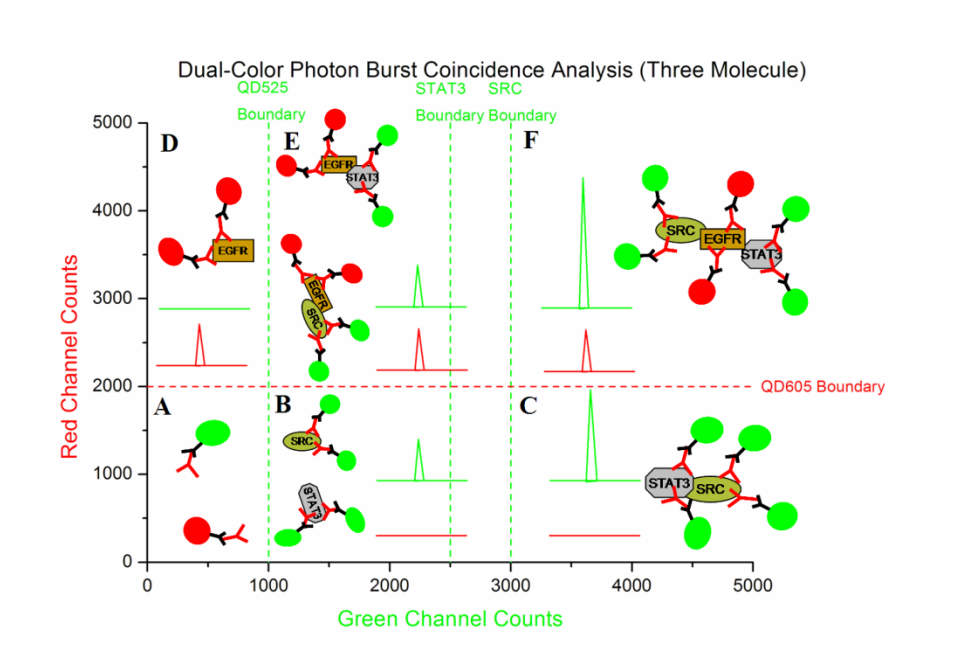 Dual-Color Photon Burst Coincidence Analysis (Three Molecule)
QD525
Boundary
STAT3
Boundary
SRC
Boundary
5000
4000
3000
2000
1000
0
Red Channel Counts
D
EGFR
E
EGFR
STAT3
EGFR
SRC
F
SRC
EGFR
STAT3
QD605 Boundary
A
B
SRC
STAT3
C
STAT3
SRC
0
1000
2000
3000
4000
5000
Green Channel Counts